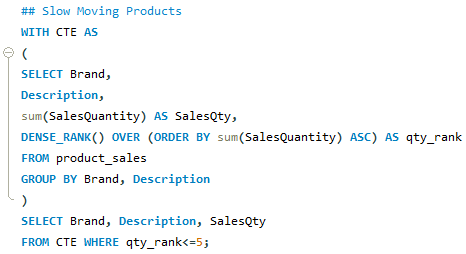 ## Slow Moving Products
WITH CTE AS
(
SELECT Brand,
Description,
sum(SalesQuantity) AS SalesQty,
DENSE_RANK() OVER (ORDER BY sum(SalesQuantity) ASC) AS qty_rank
FROM product_sales
GROUP BY Brand, Description
)
SELECT Brand, Description, SalesQty
FROM CTE WHERE qty_rank<=5;